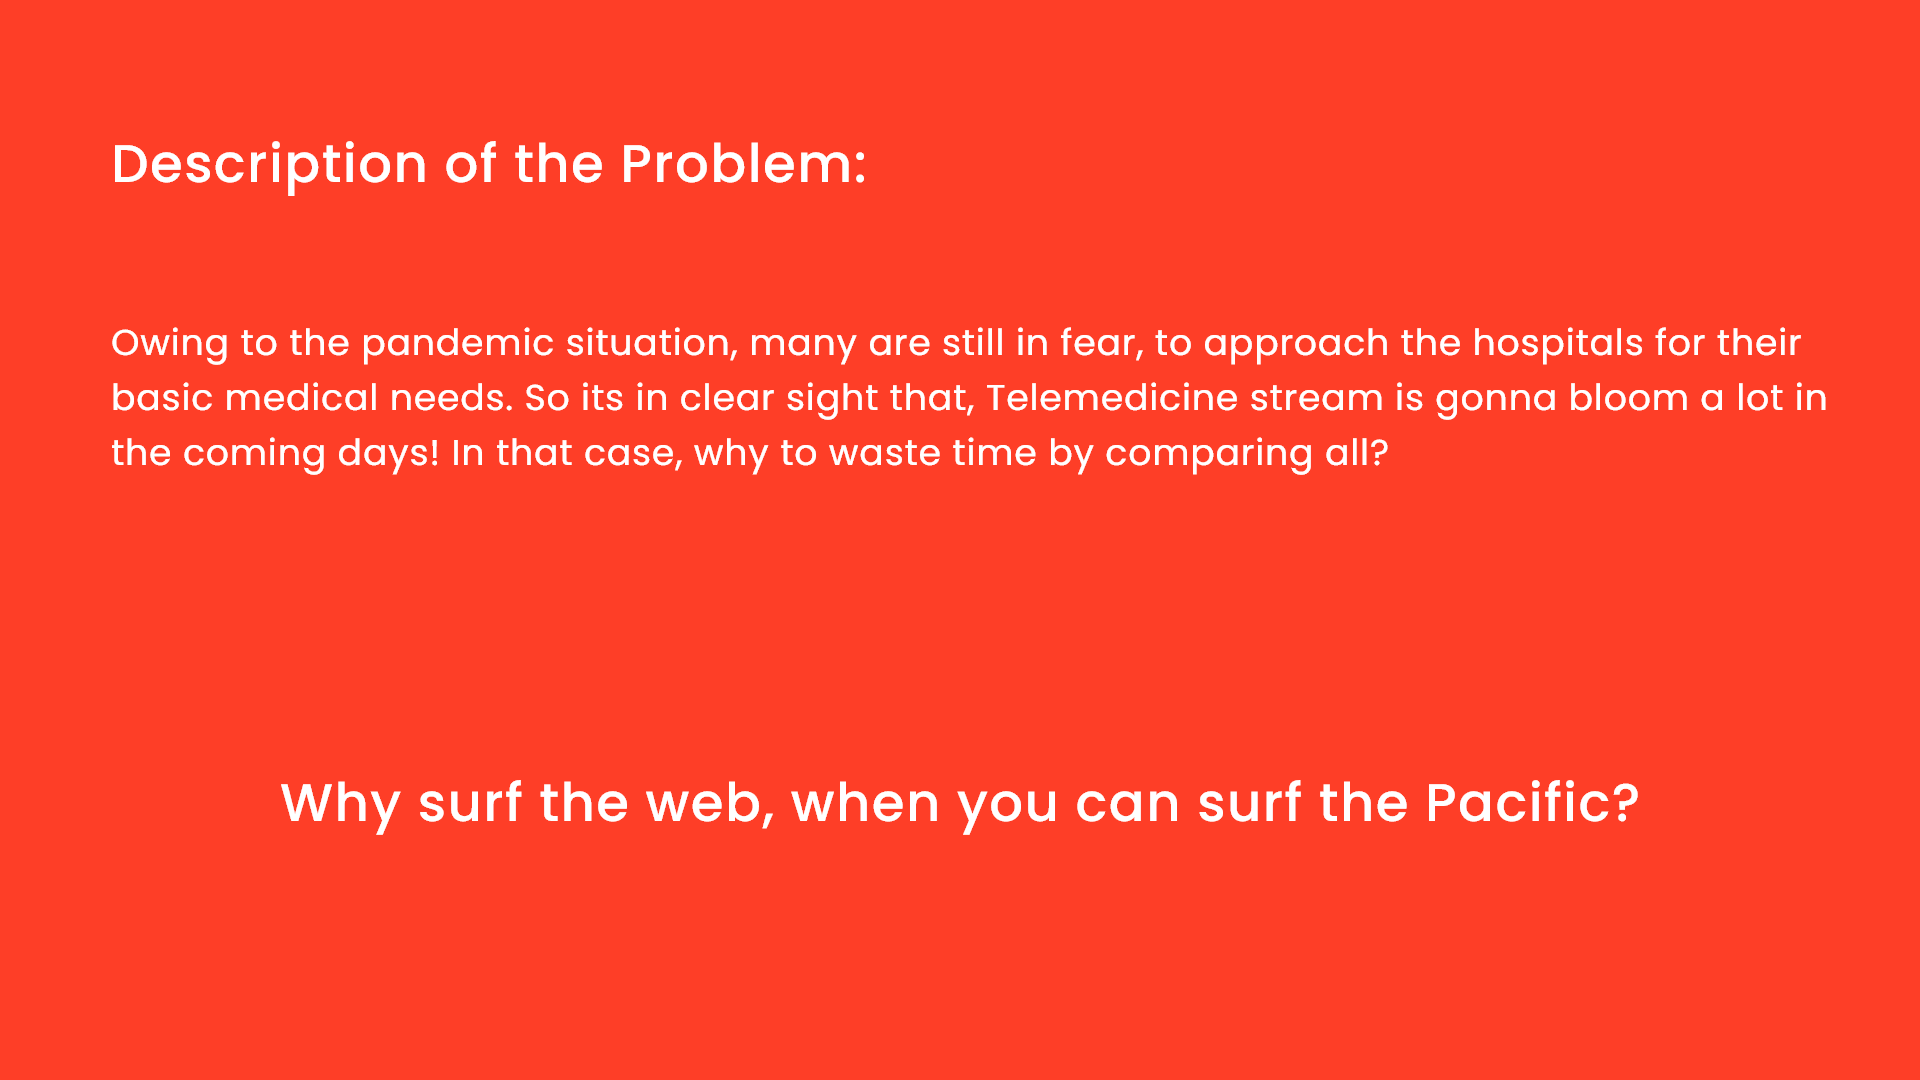 Description of the Problem:
Owing to the pandemic situation, many are still in fear, to approach the hospitals for their
basic medical needs. So its in clear sight that, Telemedicine stream is gonna bloom a lot in
the coming days! In that case, why to waste time by comparing all?
Why surf the web, when you can surf the Pacific?